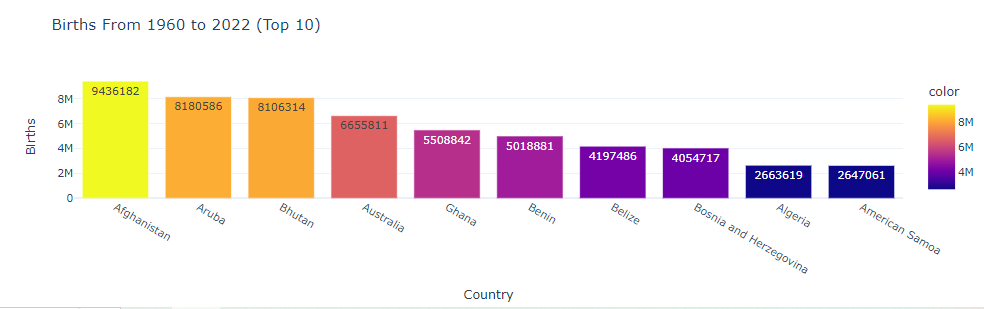 Births From 1960 to 2022 (Top 10)
color
9436182
8180586
8106314
6655811
5508842
5018881
4197486
4054717
2663619
2647061
8M
6M
4M
2M
0
Births
8M
6M
4M
Afghanistan
Aruba
Bhutan
Australia
Ghana
Benin
Belize
Bosnia and Herzegovina
Algeria
American Samoa
Country